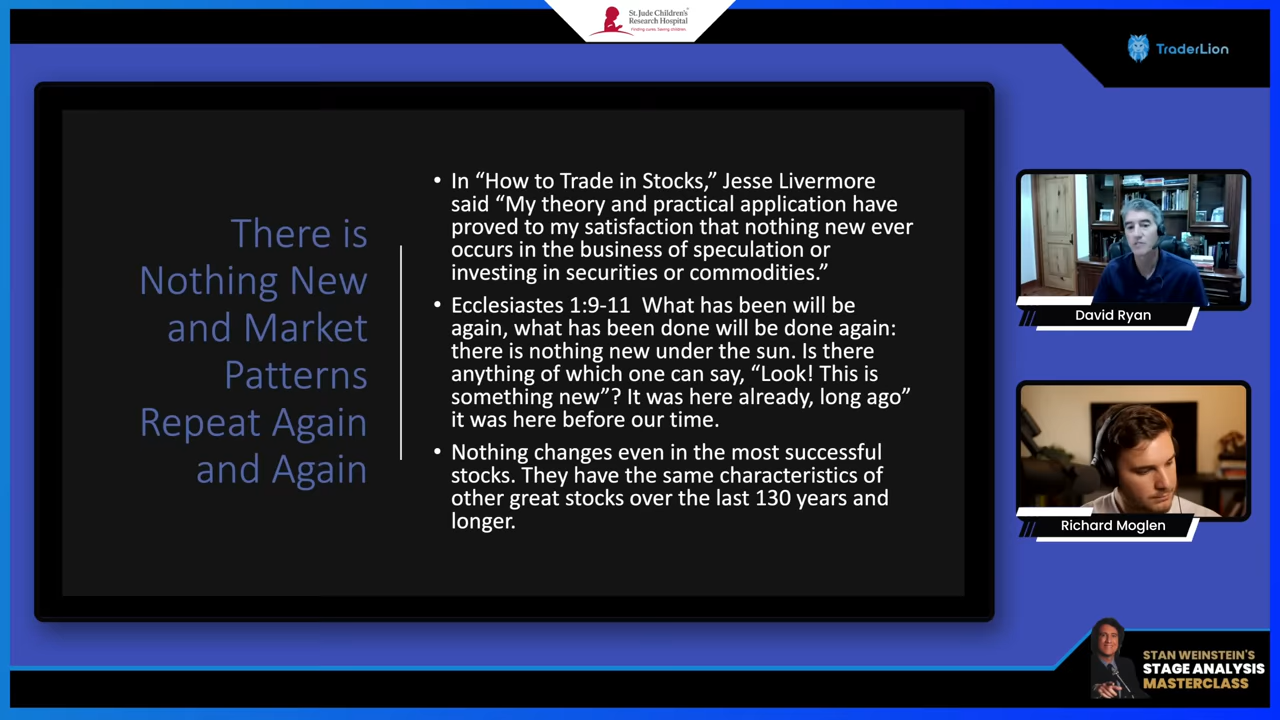 St. Jude Children's
Research Hospital
Finding cures. Saving children.
TraderLion
There is
Nothing New
and Market
Patterns
Repeat Again
and Again
• In “How to Trade in Stocks,” Jesse Livermore
said “My theory and practical application have
proved to my satisfaction that nothing new ever
occurs in the business of speculation or
investing in securities or commodities.”
• Ecclesiastes 1:9-11 What has been will be
again, what has been done will be done again:
there is nothing new under the sun. Is there
anything of which one can say, “Look! This is
something new”? It was here already, long ago”
it was here before our time.
• Nothing changes even in the most successful
stocks. They have the same characteristics of
other great stocks over the last 130 years and
longer.
David Ryan
Richard Moglen
STAN WEINSTEIN'S
STAGE ANALYSIS
MASTERCLASS